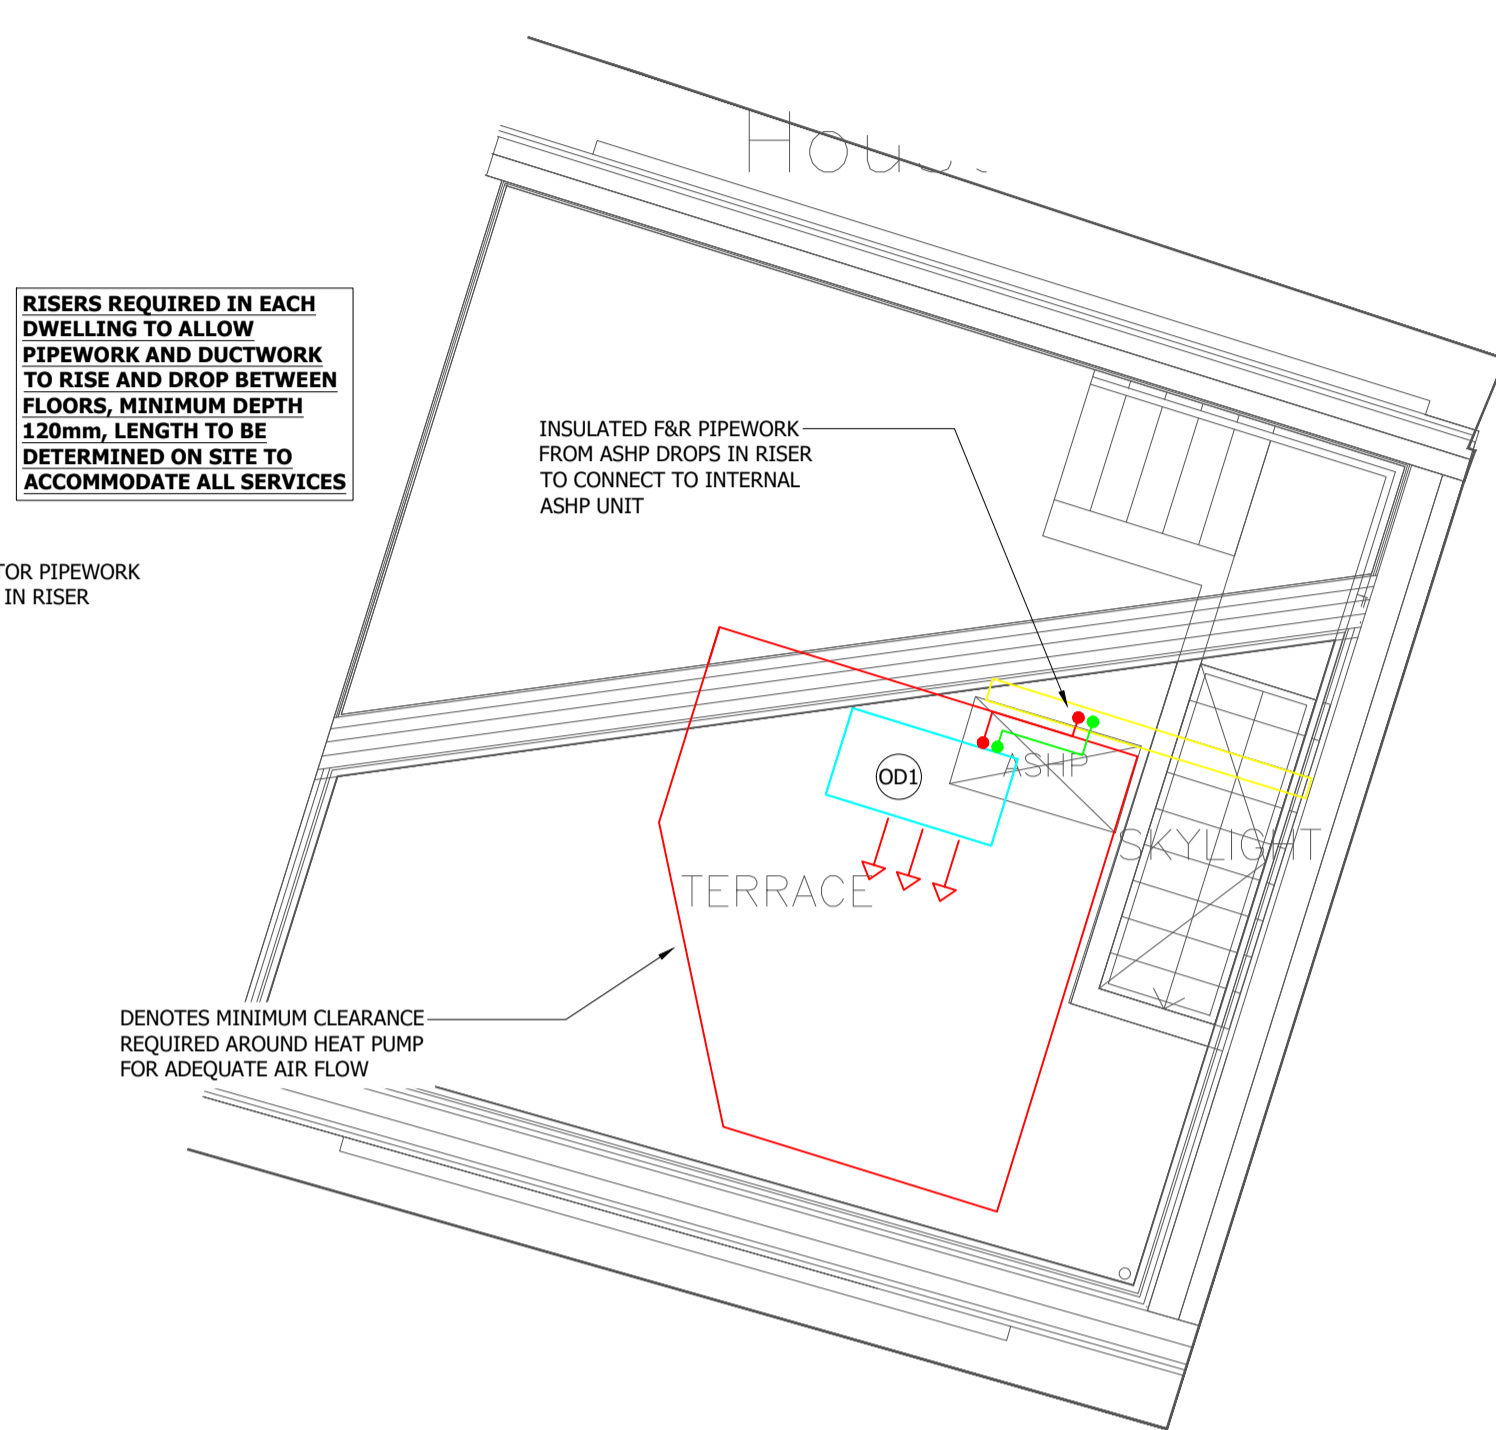 RISERS REQUIRED IN EACH
DWELLING TO ALLOW
PIPEWORK AND DUCTWORK
TO RISE AND DROP BETWEEN
FLOORS, MINIMUM DEPTH
120mm, LENGTH TO BE
DETERMINED ON SITE TO
ACCOMMODATE ALL SERVICES
INSULATED F&R PIPEWORK
FROM ASHP DROPS IN RISER
TO CONNECT TO INTERNAL
ASHP UNIT
PIPEWORK
IN RISER
OD1
ASHP
SKYLIGHT
TERRACE
DENOTES MINIMUM CLEARANCE
REQUIRED AROUND HEAT PUMP
FOR ADEQUATE AIR FLOW